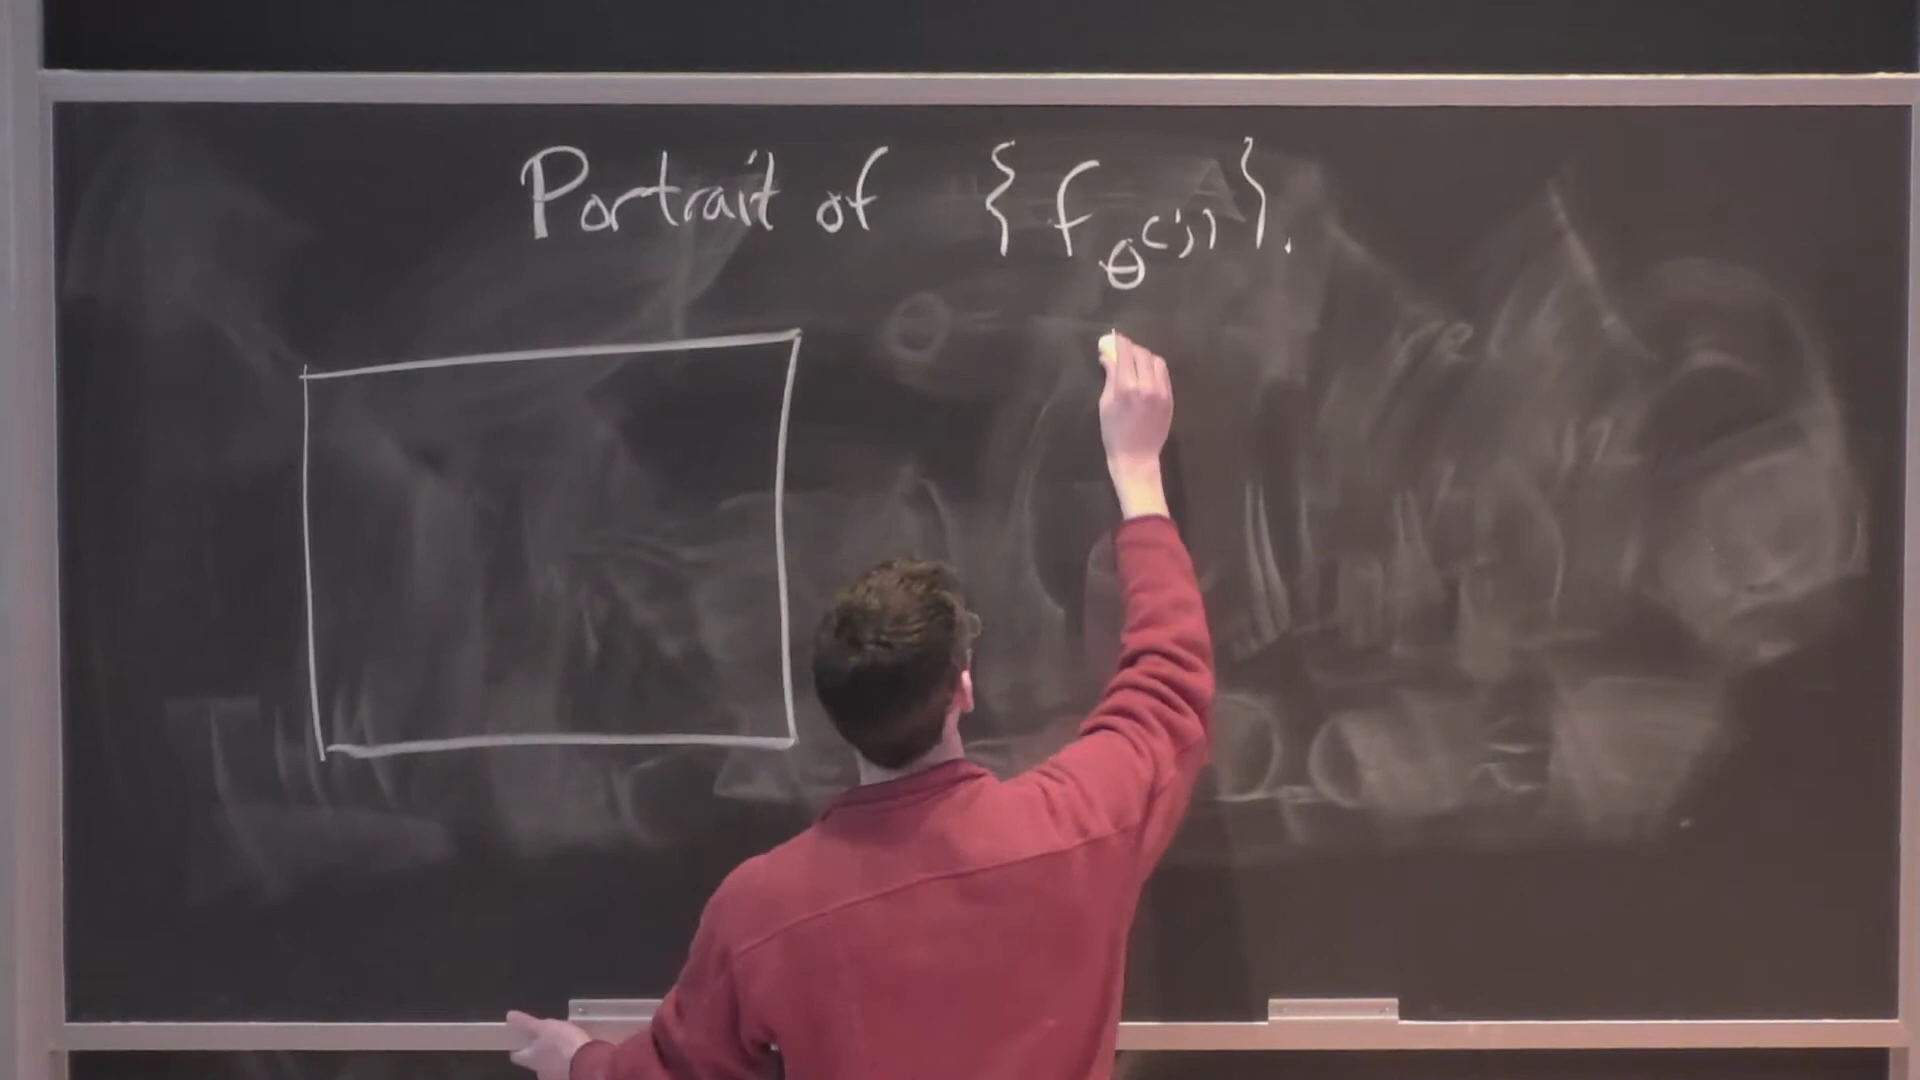 Portrait of {f_θ^(j)}.